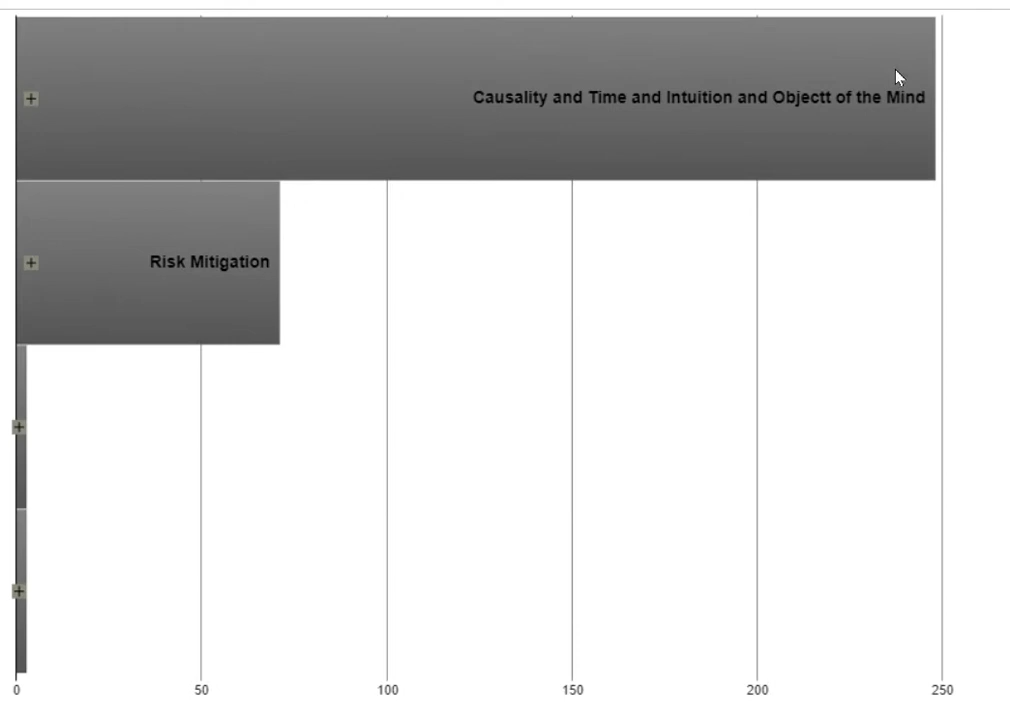 Causality and Time and Intuition and Objectt of the Mind
Risk Mitigation
0 50 100 150 200 250